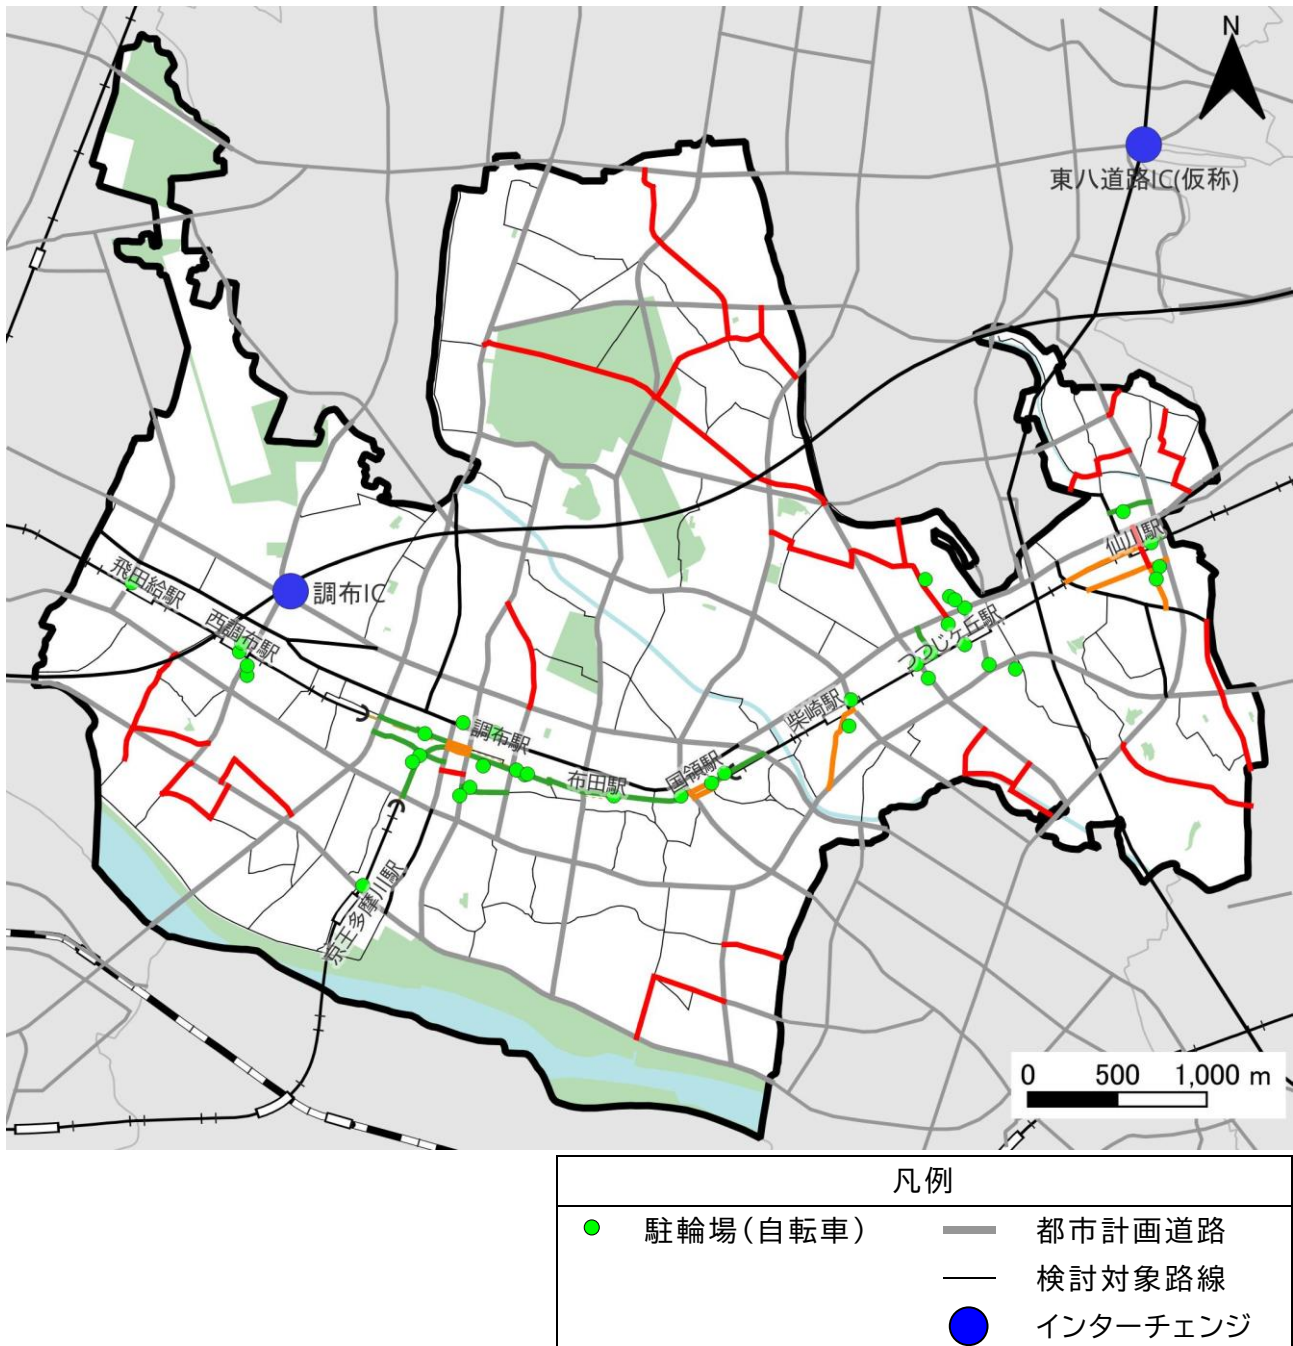 N
東八道路IC(仮称)
仙川駅
飛田給駅
調布IC
西調布駅
つつじヶ丘駅
柴崎駅
調布駅
国領駅
布田駅
京王多摩川駅
0 500 1,000 m
凡例
駐輪場(自転車)
都市計画道路
検討対象路線
インターチェンジ